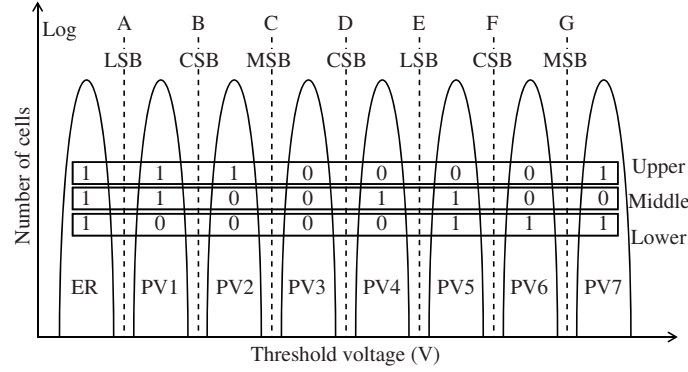 Log A B C D E F G
LSB CSB MSB CSB LSB CSB MSB
Number of cells
1 1 1 0 0 0 0 1 Upper
1 1 0 0 1 1 0 0 Middle
1 0 0 0 0 1 1 1 Lower
ER PV1 PV2 PV3 PV4 PV5 PV6 PV7
Threshold voltage (V)